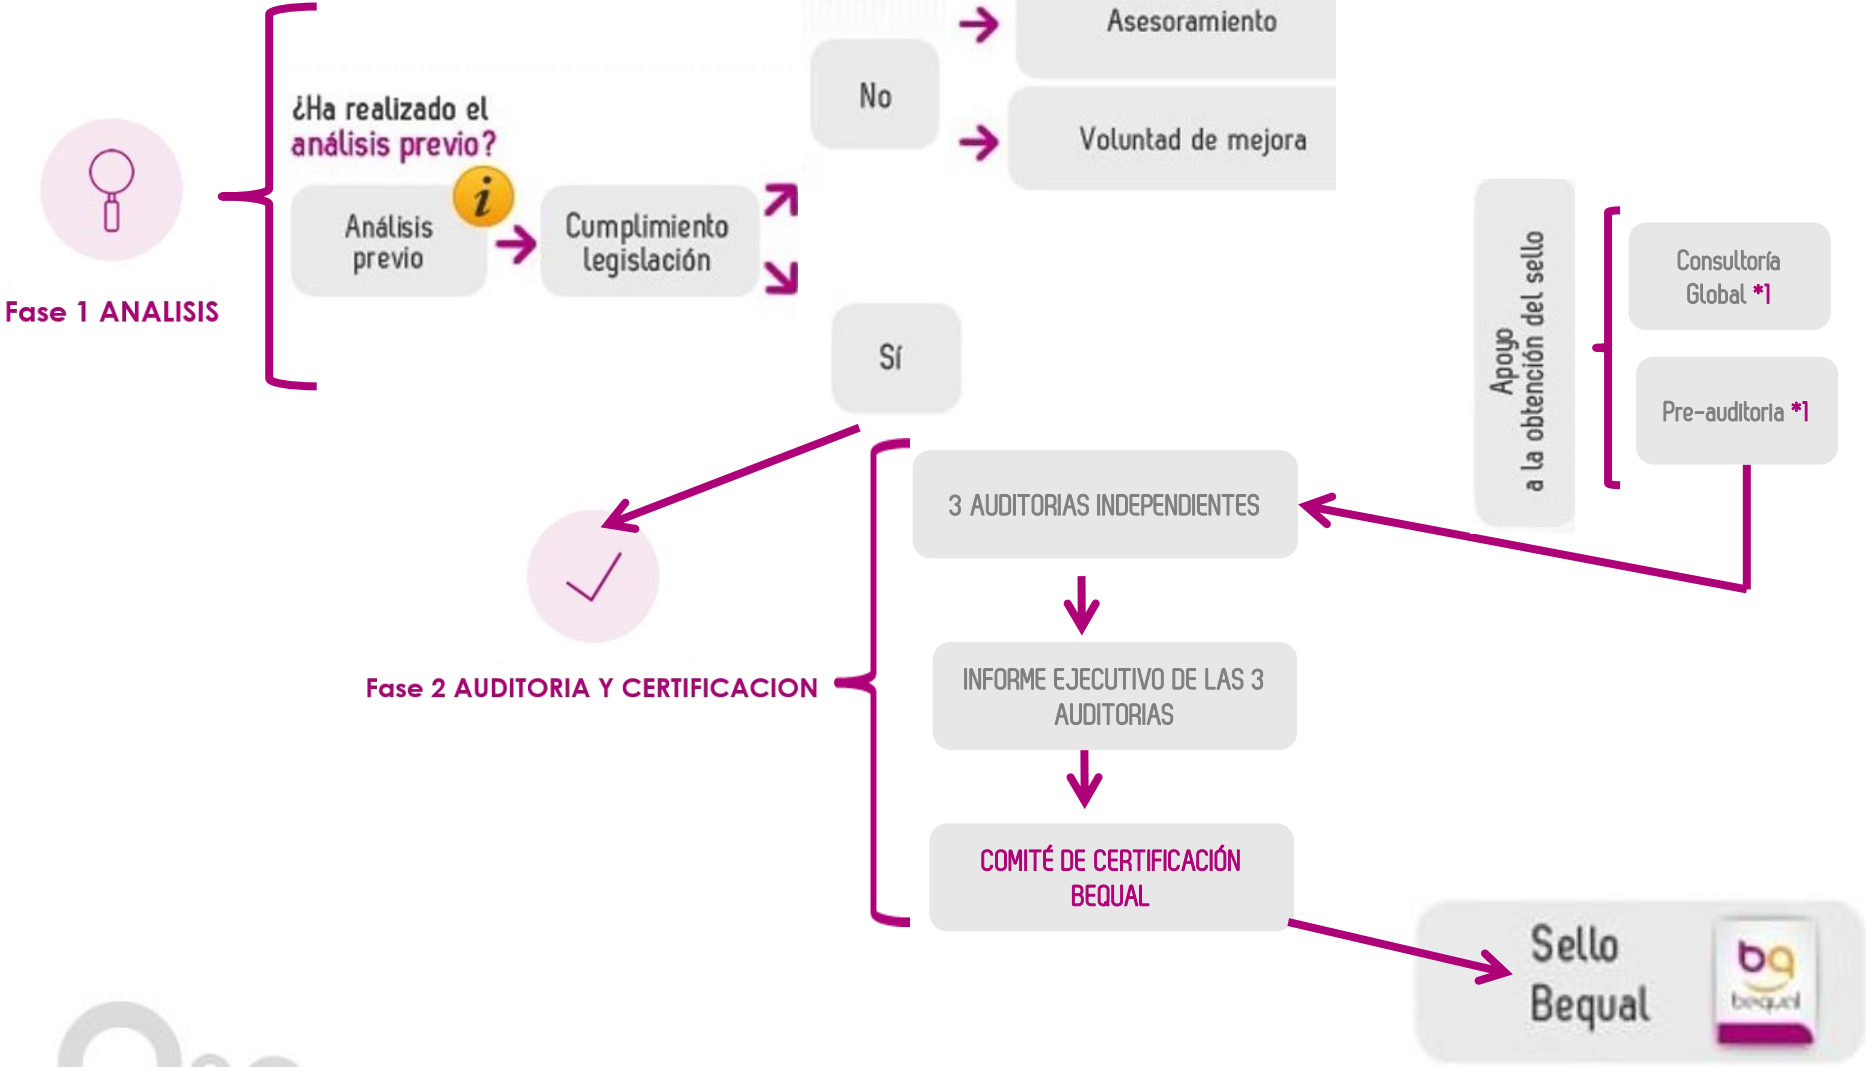 Asesoramiento
No
Voluntad de mejora
¿Ha realizado el
análisis previo?
i
Análisis
previo
Cumplimiento
legislación
Fase 1 ANALISIS
Sí
Apoyo
a la obtención del sello
Consultoría
Global *1
Pre-auditoria *1
3 AUDITORIAS INDEPENDIENTES
INFORME EJECUTIVO DE LAS 3
AUDITORIAS
Fase 2 AUDITORIA Y CERTIFICACION
COMITÉ DE CERTIFICACIÓN
BEQUAL
Sello
Bequal
bq
bequal